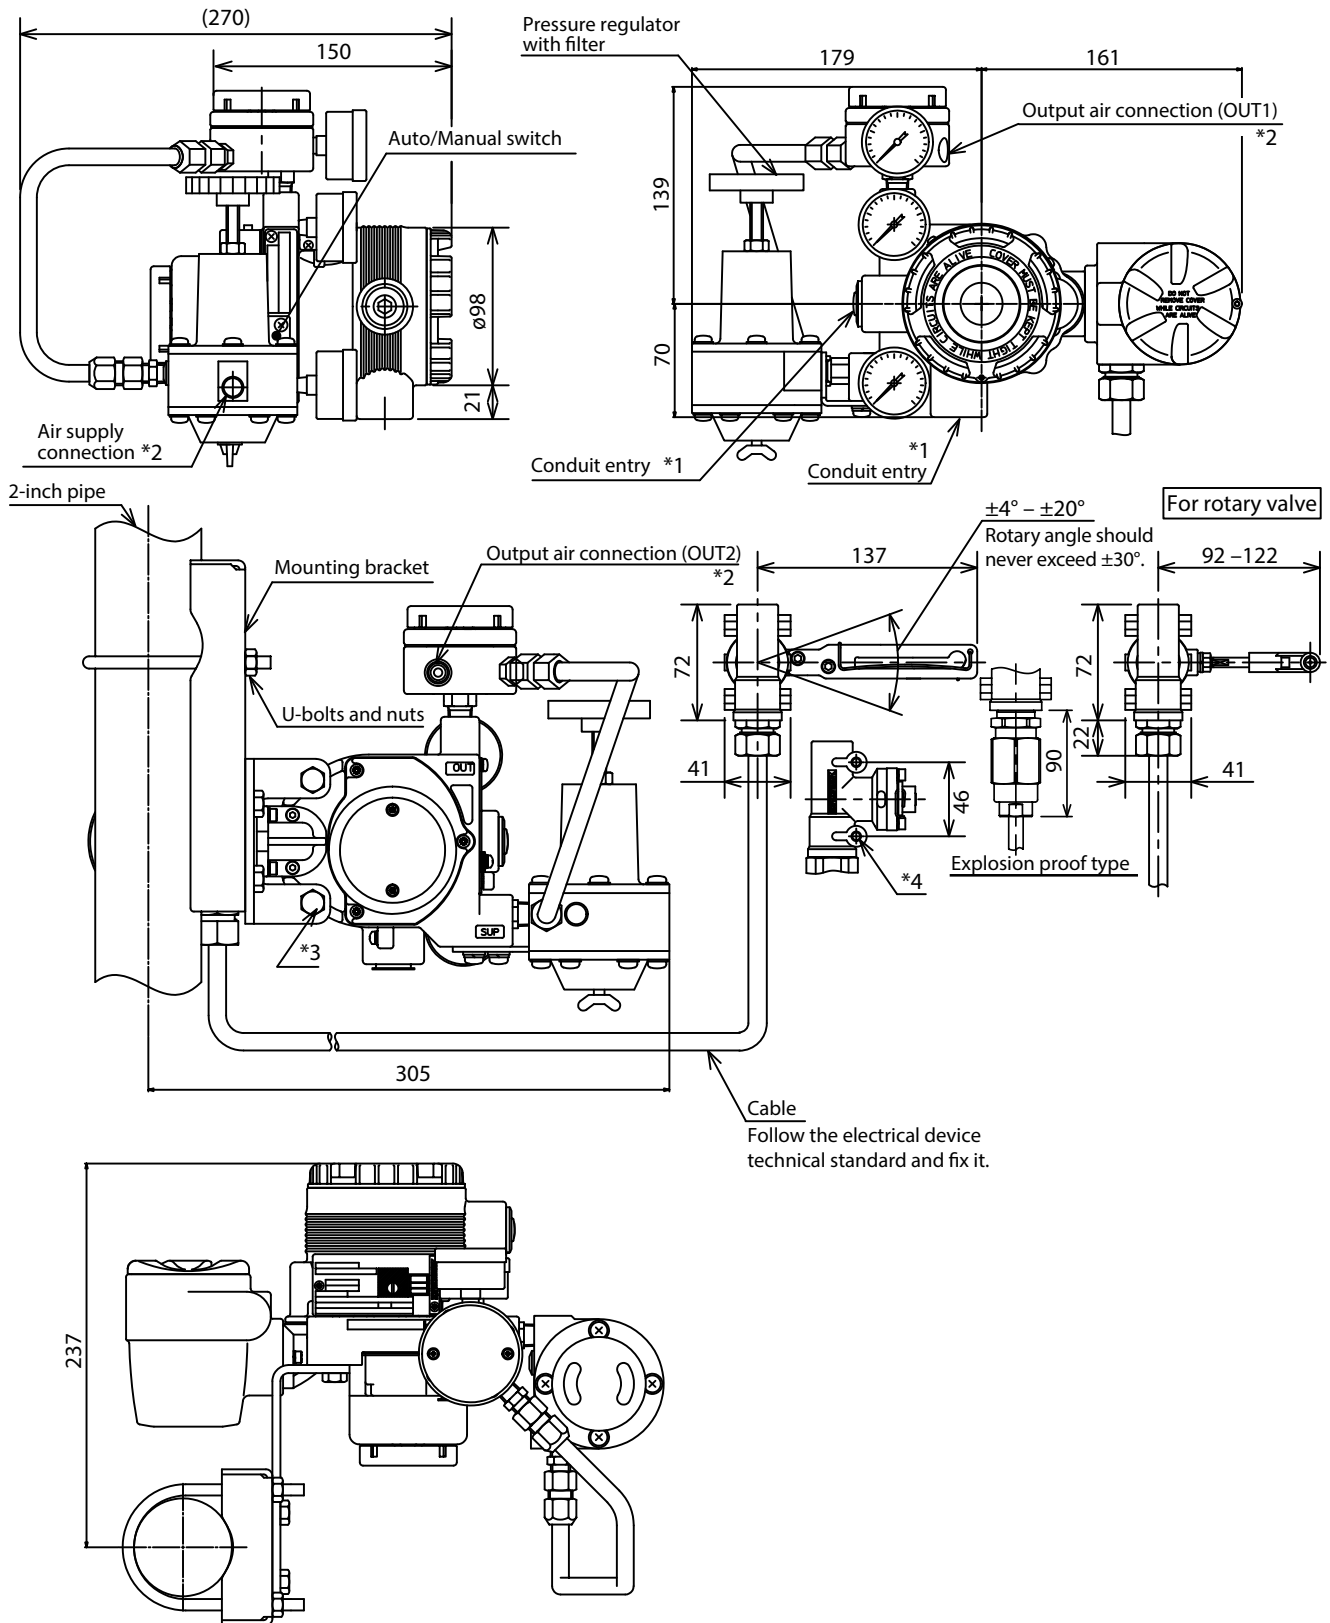 (270)
150
Auto/Manual switch
ø98
21
Air supply
connection *2
Pressure regulator
with filter
179
161
Output air connection (OUT1)
*2
139
70
COVER MUST BE KEPT TIGHT WHILE CIRCUITS ARE ALIVE
DO NOT
REMOVE COVER
WHILE CIRCUITS
ARE ALIVE
Conduit entry *1
*1
Conduit entry
2-inch pipe
Mounting bracket
U-bolts and nuts
Output air connection (OUT2)
*2
OUT
SUP
*3
305
137
±4° – ±20°
Rotary angle should
never exceed ±30°.
For rotary valve
92 –122
72
41
46
*4
90
Explosion proof type
72
22
41
Cable
Follow the electrical device
technical standard and fix it.
237